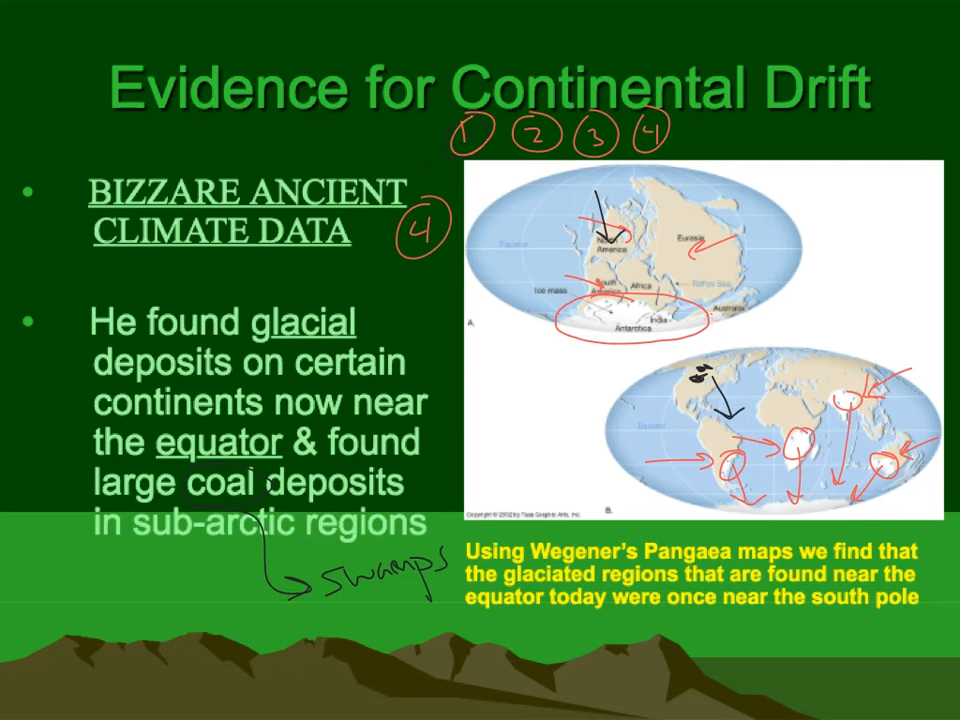 Evidence for Continental Drift
1 2 3 4
• BIZZARE ANCIENT
CLIMATE DATA
4
• He found glacial
deposits on certain
continents now near
the equator & found
large coal deposits
in sub-arctic regions
swamps
Equator
North
America
Eurasia
South
America
Africa
Tethys Sea
Ice mass
India
Australia
Antarctica
A.
Equator
B.
Copyright © 2002 by Tasa Graphic Arts, Inc
Using Wegener's Pangaea maps we find that
the glaciated regions that are found near the
equator today were once near the south pole